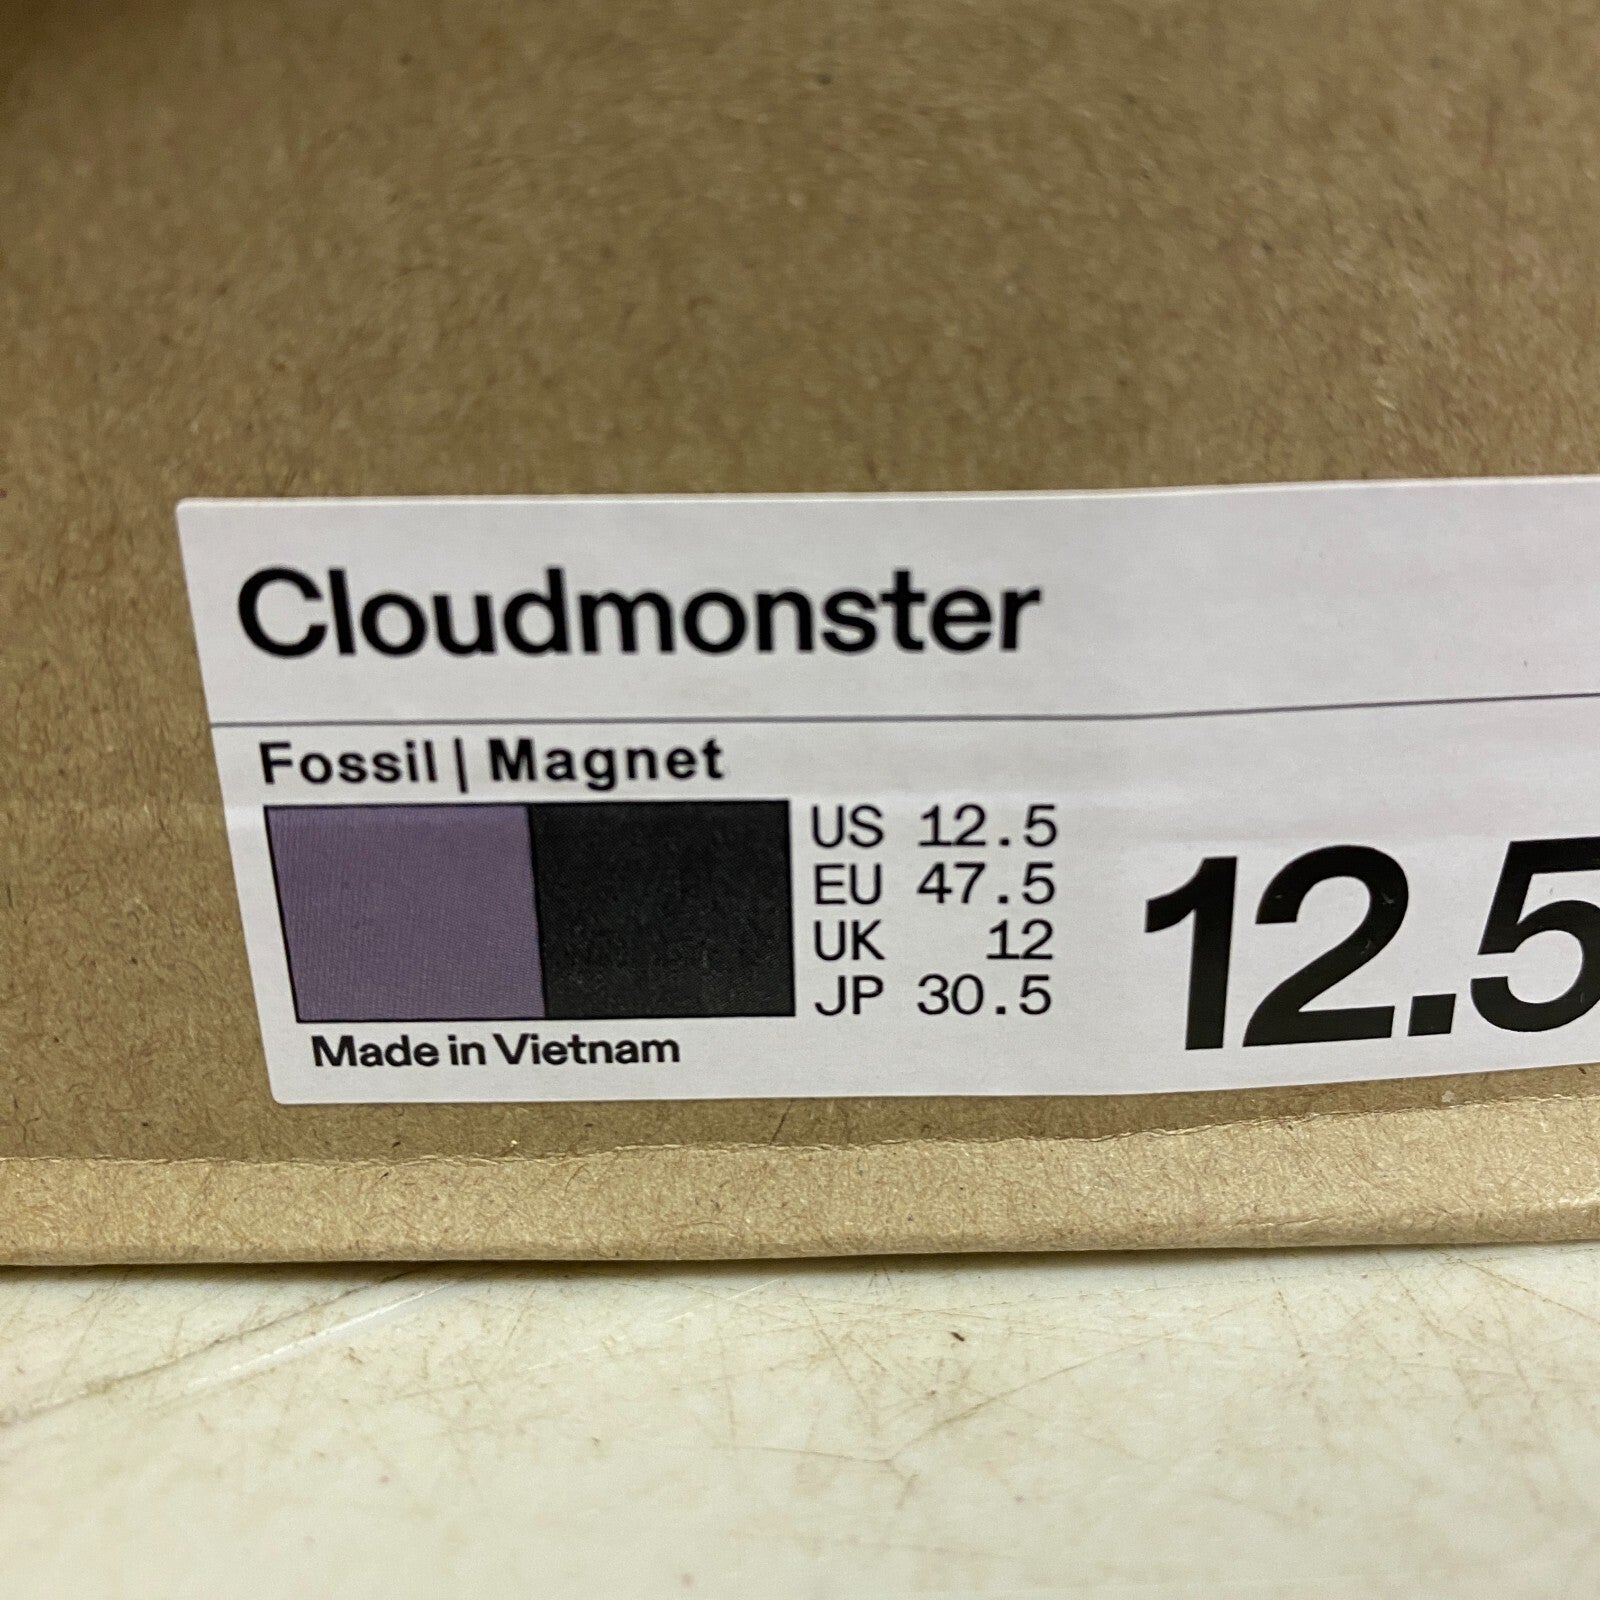 Cloudmonster
Fossil | Magnet
US 12.5
EU 47.5
UK 12
JP 30.5
12.5
Made in Vietnam